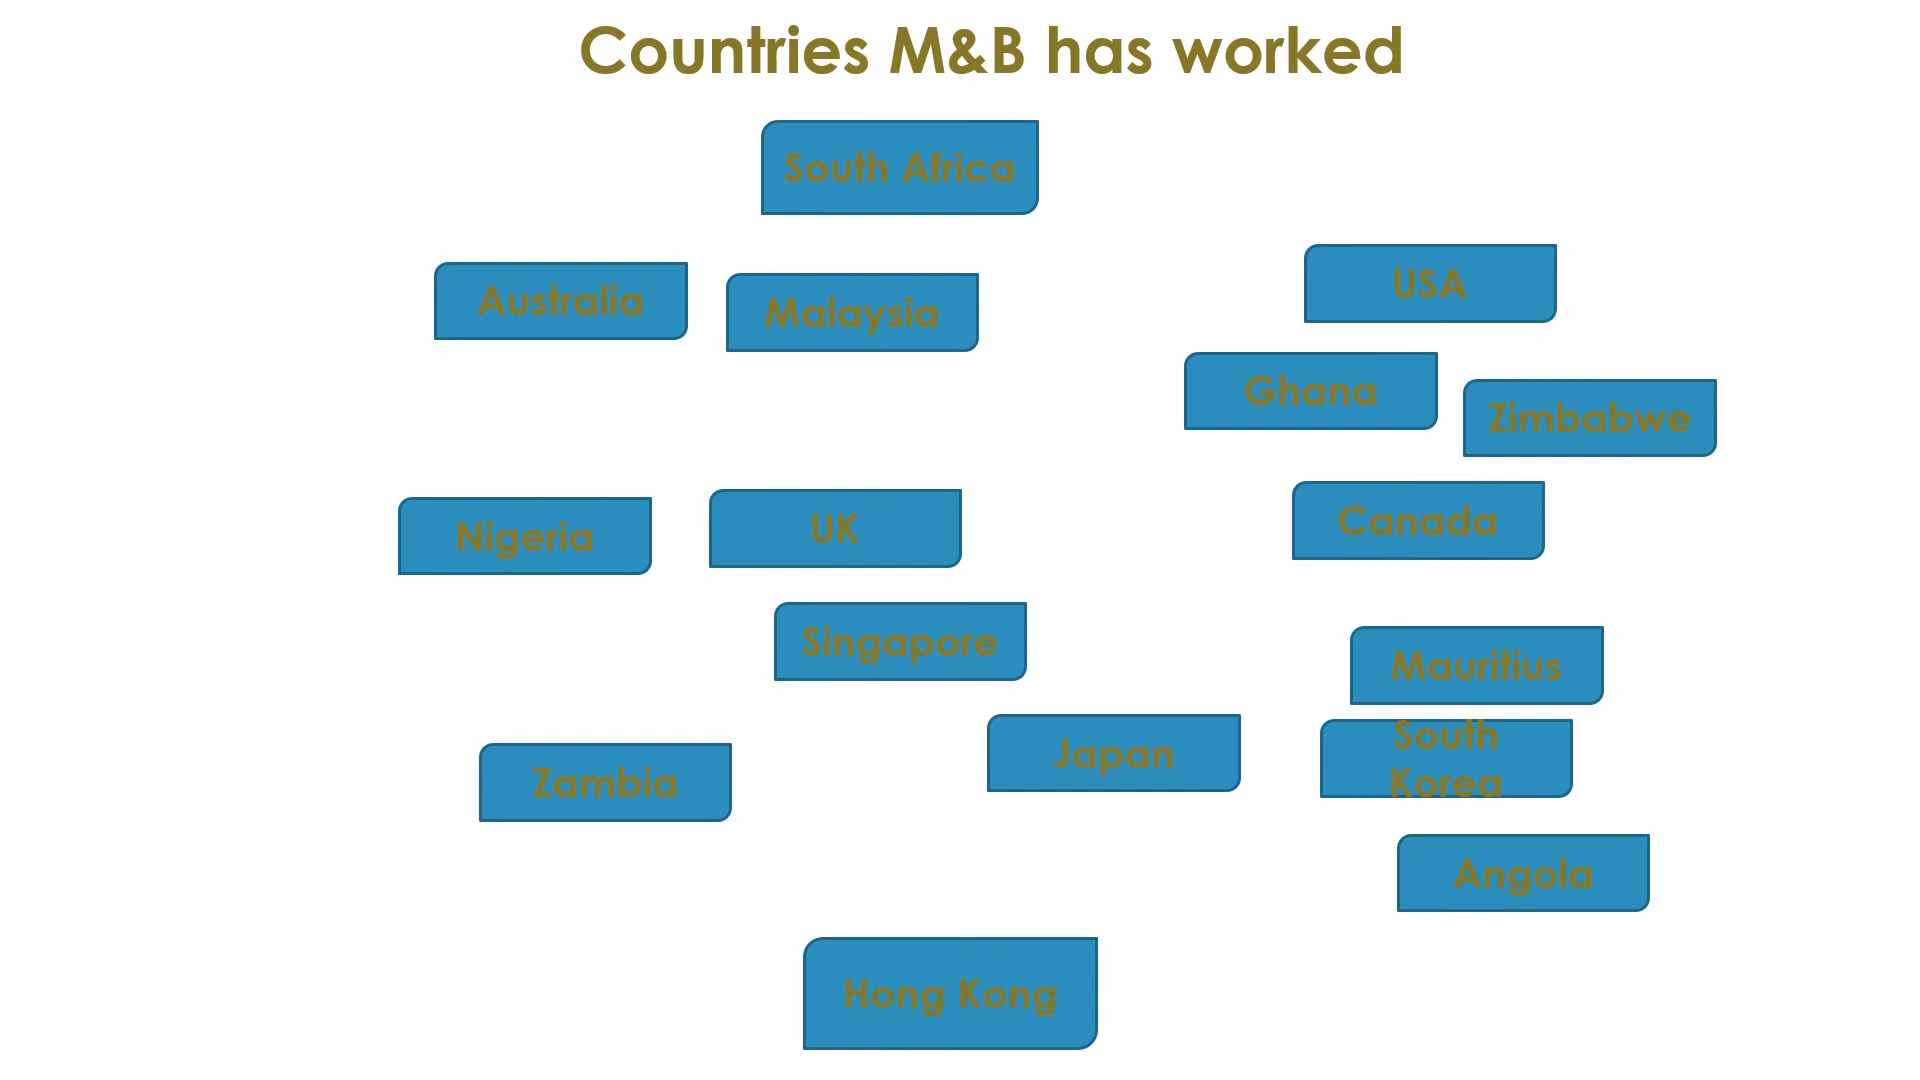 Countries M&B has worked
South Africa
Australia
Malaysia
USA
Ghana
Zimbabwe
Nigeria
UK
Canada
Singapore
Mauritius
Japan
South
Korea
Zambia
Angola
Hong Kong